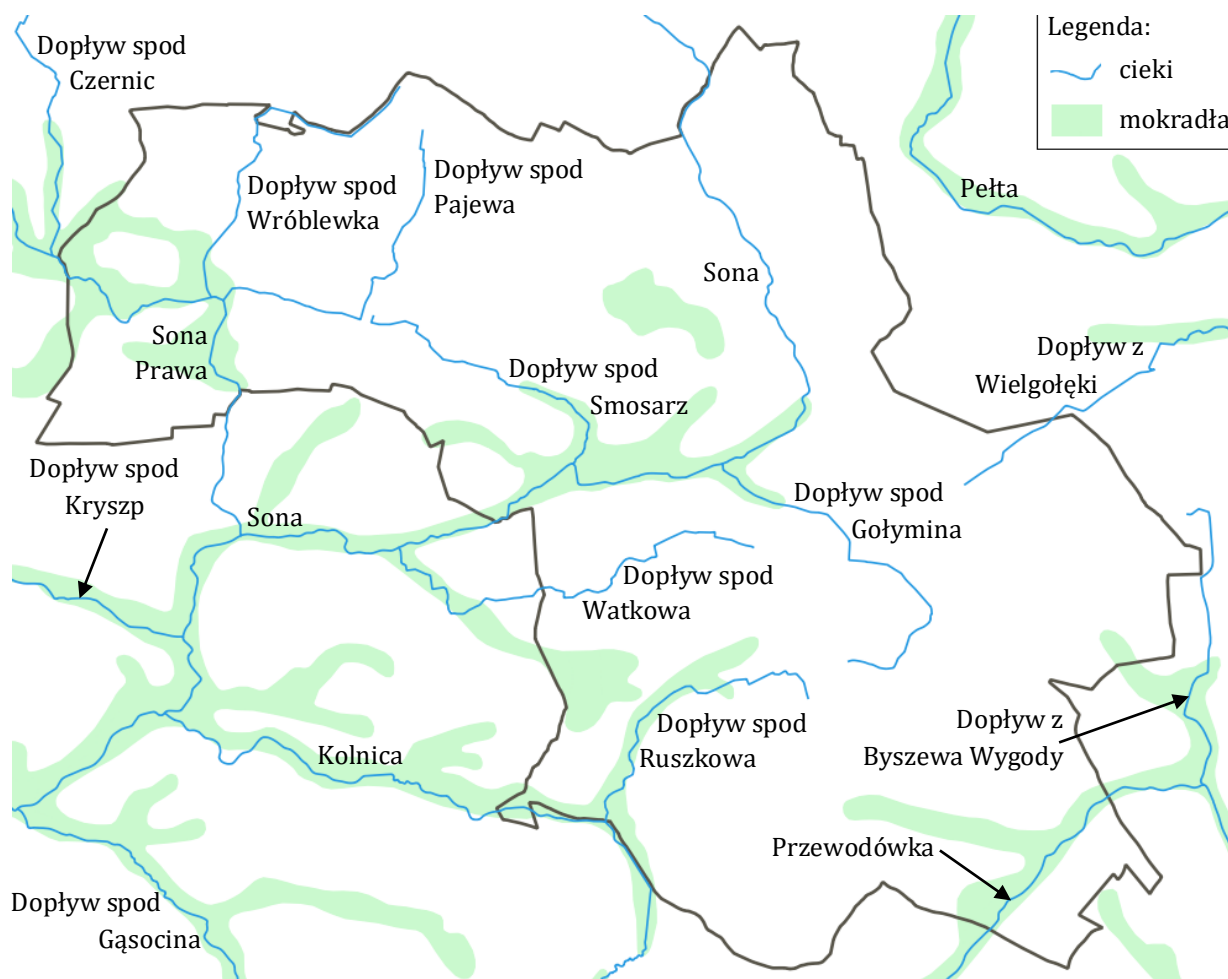 Legenda:
cieki
mokradła
Dopływ spod
Czernic
Dopływ spod
Wróblewka
Dopływ spod
Pajewa
Pełta
Sona
Sona
Prawa
Dopływ spod
Smosarz
Dopływ z
Wielgołęki
Dopływ spod
Kryszp
Sona
Dopływ spod
Gołymina
Dopływ spod
Watkowa
Dopływ spod
Ruszkowa
Dopływ z
Byszewa Wygody
Kolnica
Przewodówka
Dopływ spod
Gąsocina